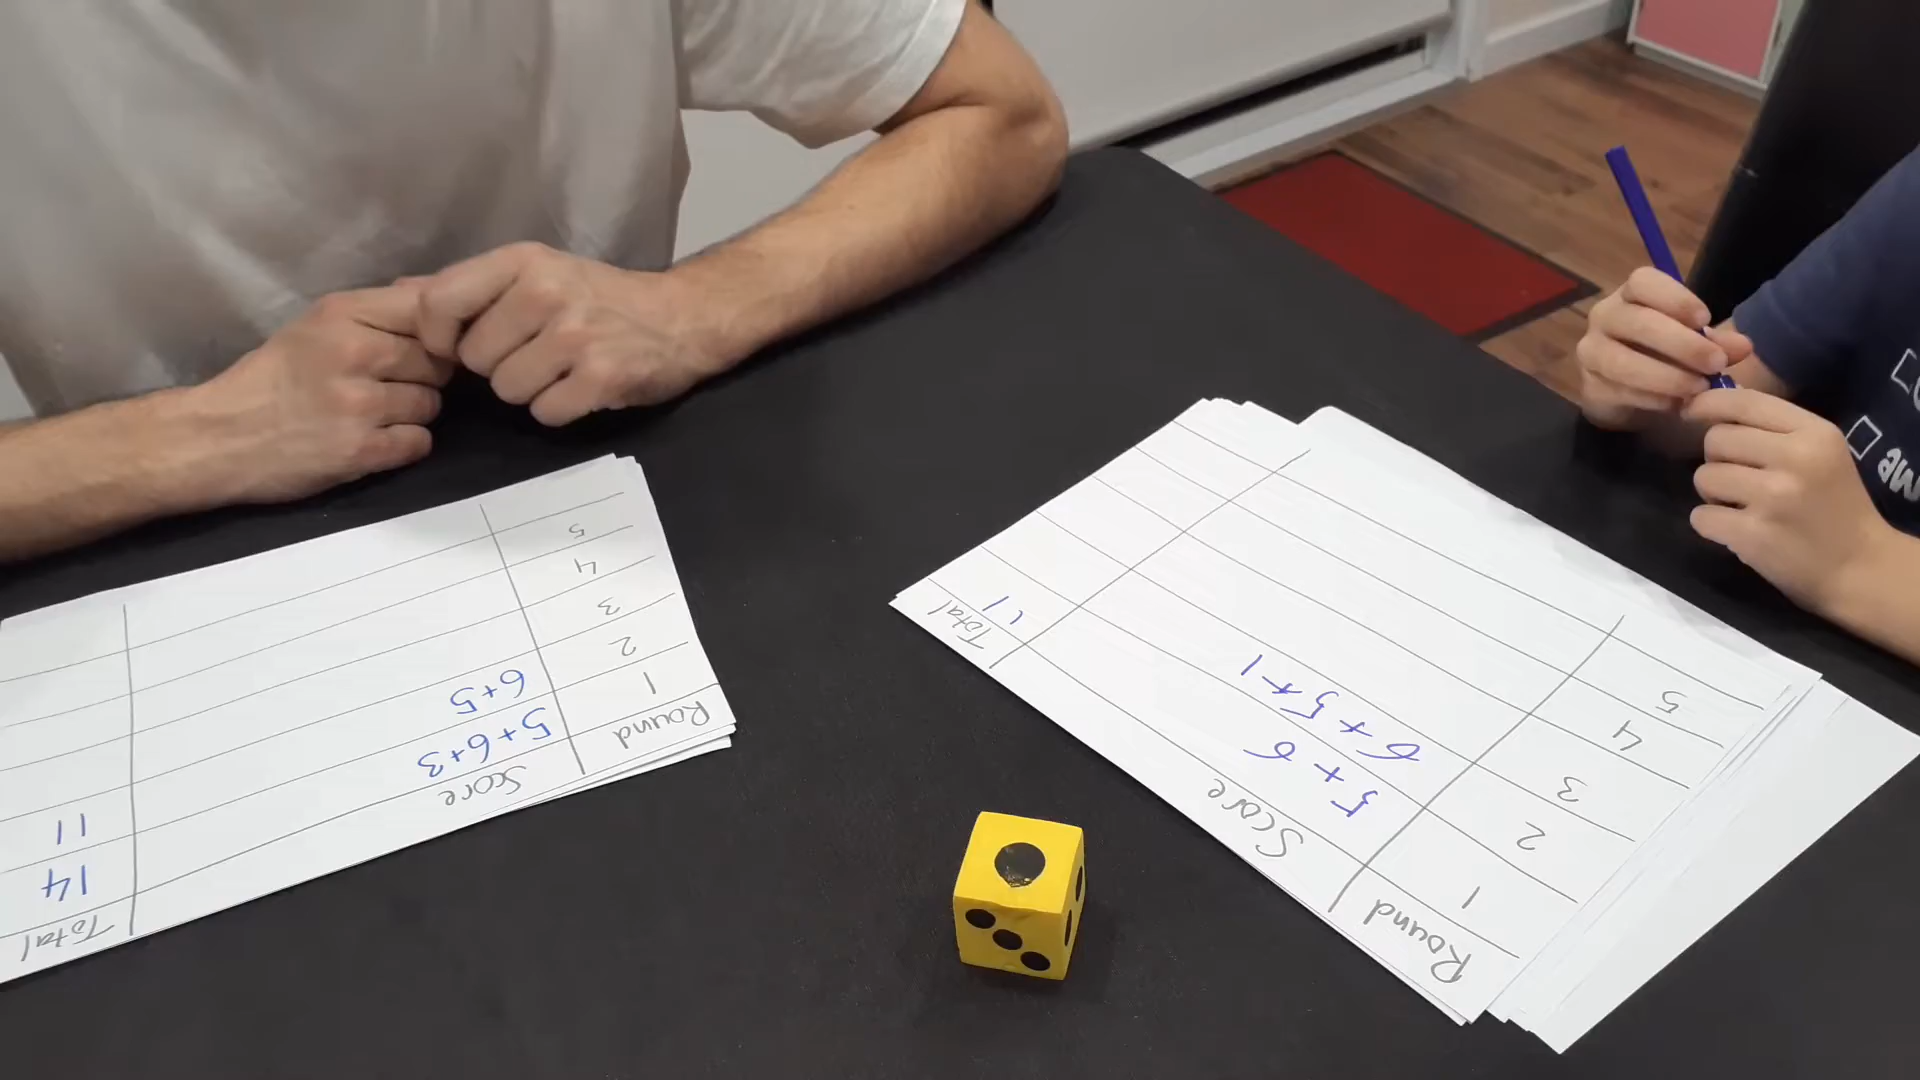 Round Score Total
1 5+6+3 14
2 6+5 11
3
4
5
Round Score Total
1 5+6 11
2 6+5+1
3
4
5
me